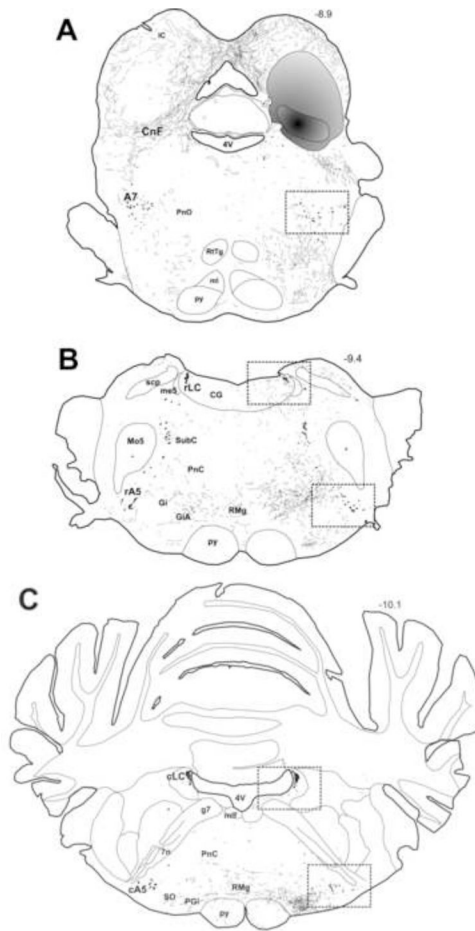 A
-8.9
IC
CnF
4V
A7
PnO
RtTg
ml
py
B
-9.4
scp
me5
rLC
CG
Mo5
SubC
PnC
rA5
Gi
GiA
RMg
py
C
-10.1
cLC
4V
g7
mlf
7n
PnC
cA5
SO
PGi
RMg
py